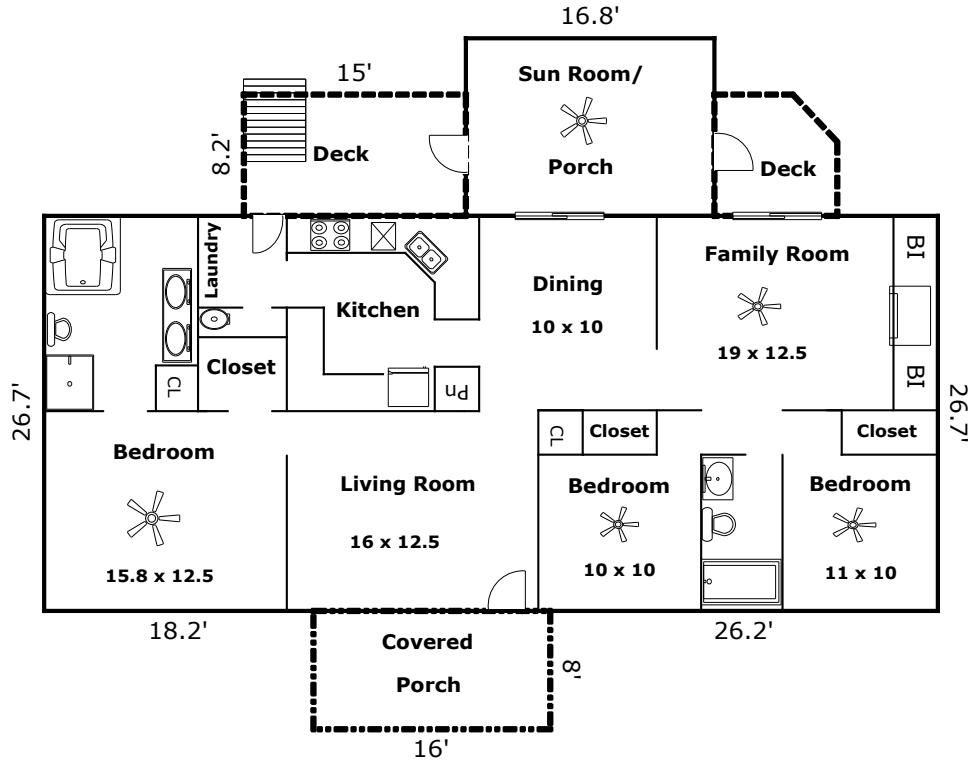 16.8'
15'
Sun Room/
Porch
8.2'
Deck
Deck
Laundry
Kitchen
Dining
10 x 10
Family Room
19 x 12.5
BI
BI
Closet
CL
Pn
26.7'
26.7'
Bedroom
15.8 x 12.5
Living Room
16 x 12.5
CL
Closet
Bedroom
10 x 10
Closet
Bedroom
11 x 10
18.2'
26.2'
Covered
Porch
8'
16'